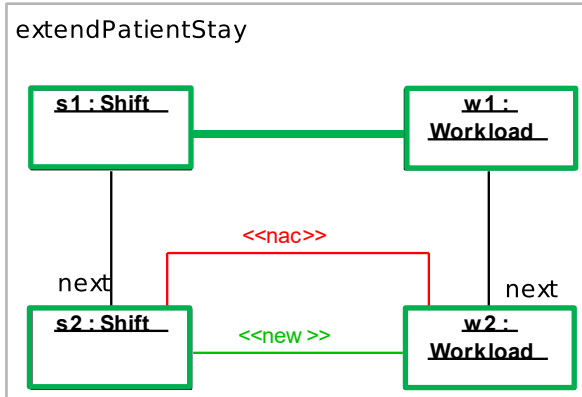 extendPatientStay
s1 : Shift
w1 :
Workload
<<nac>>
next
next
s2 : Shift
<<new >>
w2 :
Workload